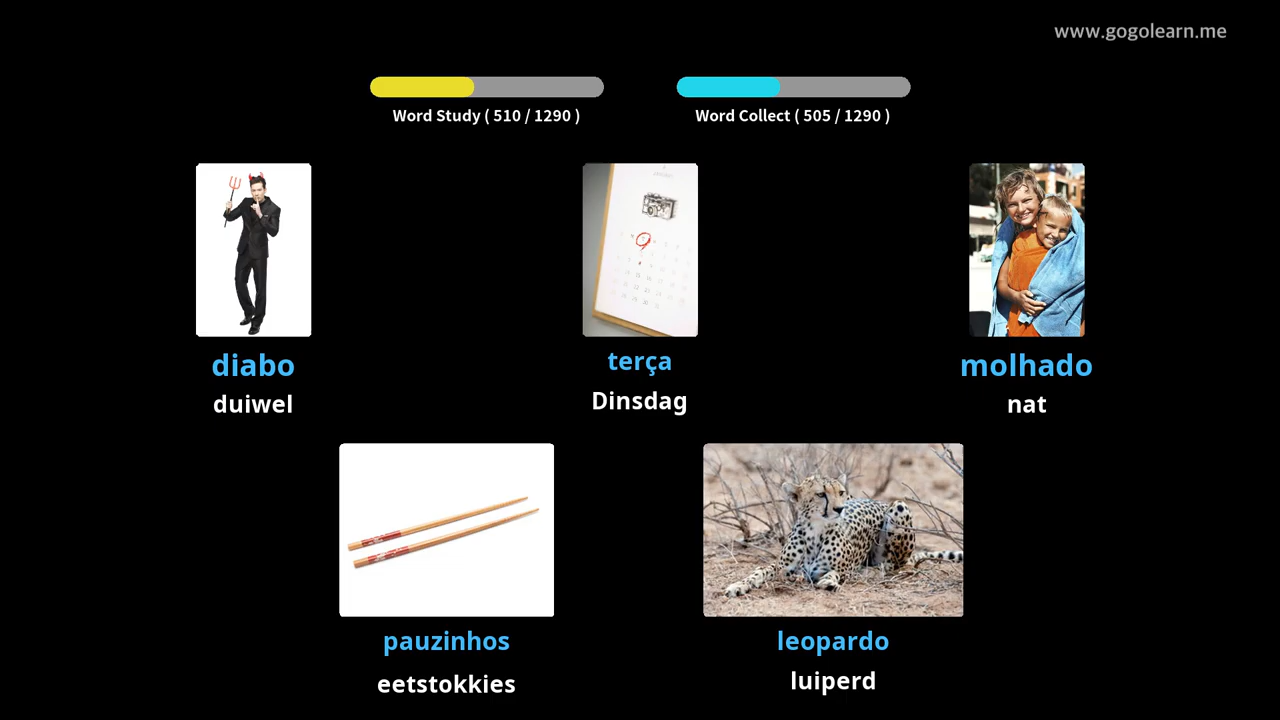 www.gogolearn.me
Word Study ( 510 / 1290 )
Word Collect ( 505 / 1290 )
diabo
duiwel
terça
Dinsdag
molhado
nat
pauzinhos
eetstokkies
leopardo
luiperd